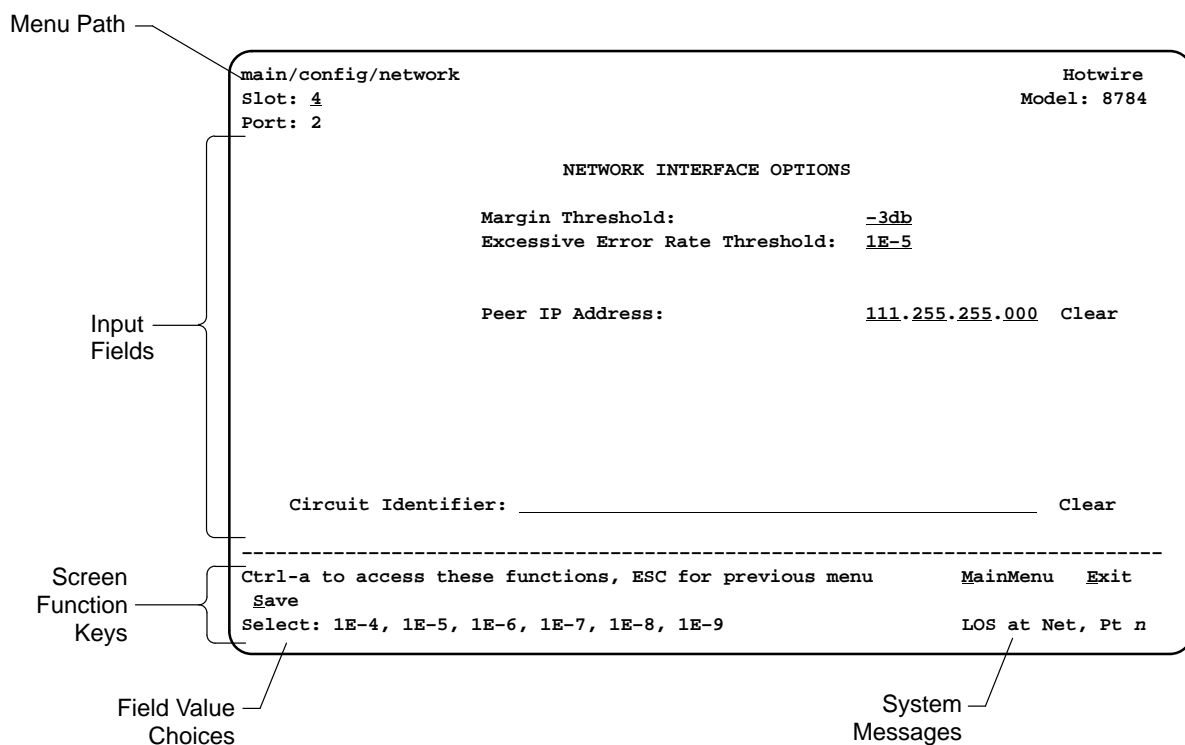 Menu Path
main/config/network Hotwire
Slot: 4 Model: 8784
Port: 2
NETWORK INTERFACE OPTIONS
Margin Threshold: –3db
Excessive Error Rate Threshold: 1E–5
Input
Fields
Peer IP Address: 111.255.255.000 Clear
Circuit Identifier: Clear
Screen
Function
Keys
Ctrl-a to access these functions, ESC for previous menu MainMenu Exit
Save
Select: 1E-4, 1E-5, 1E-6, 1E-7, 1E-8, 1E-9 LOS at Net, Pt n
Field Value
Choices
System
Messages